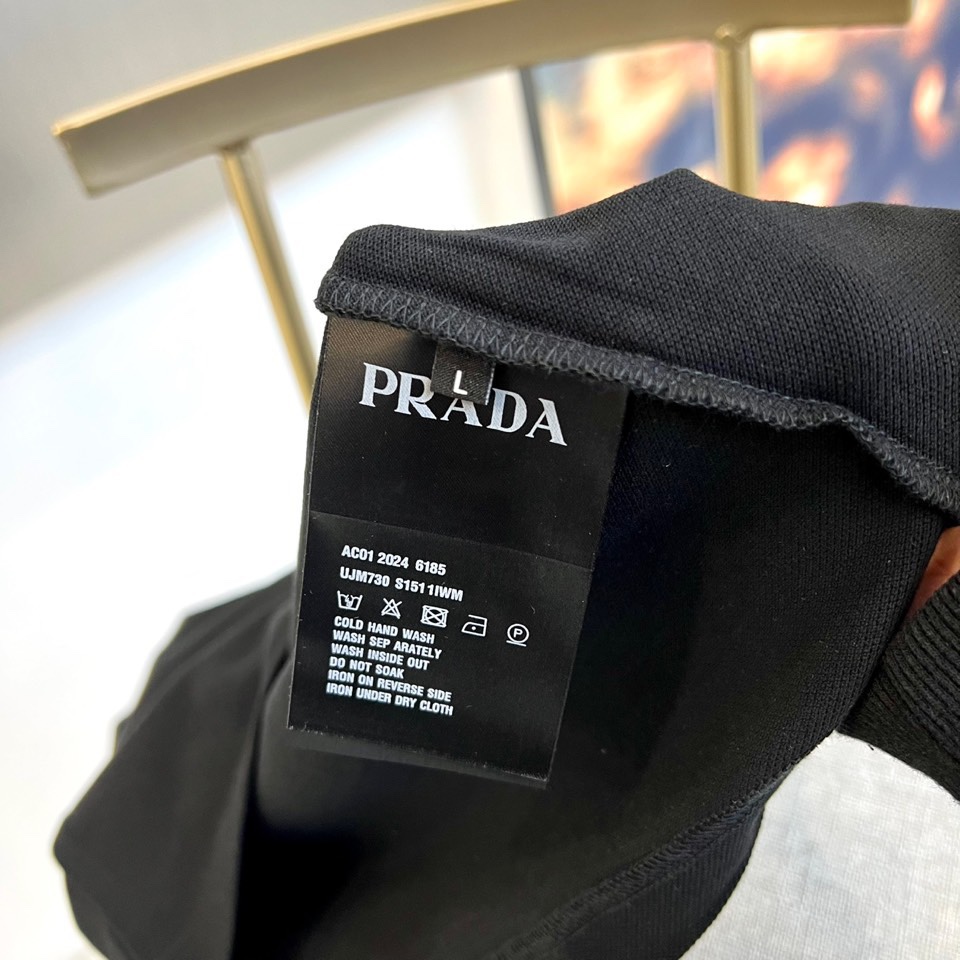 L
PRADA
AC01 2024 6185
UJM730 S151 1IWM
P
COLD HAND WASH
WASH SEP ARATELY
WASH INSIDE OUT
DO NOT SOAK
IRON ON REVERSE SIDE
IRON UNDER DRY CLOTH